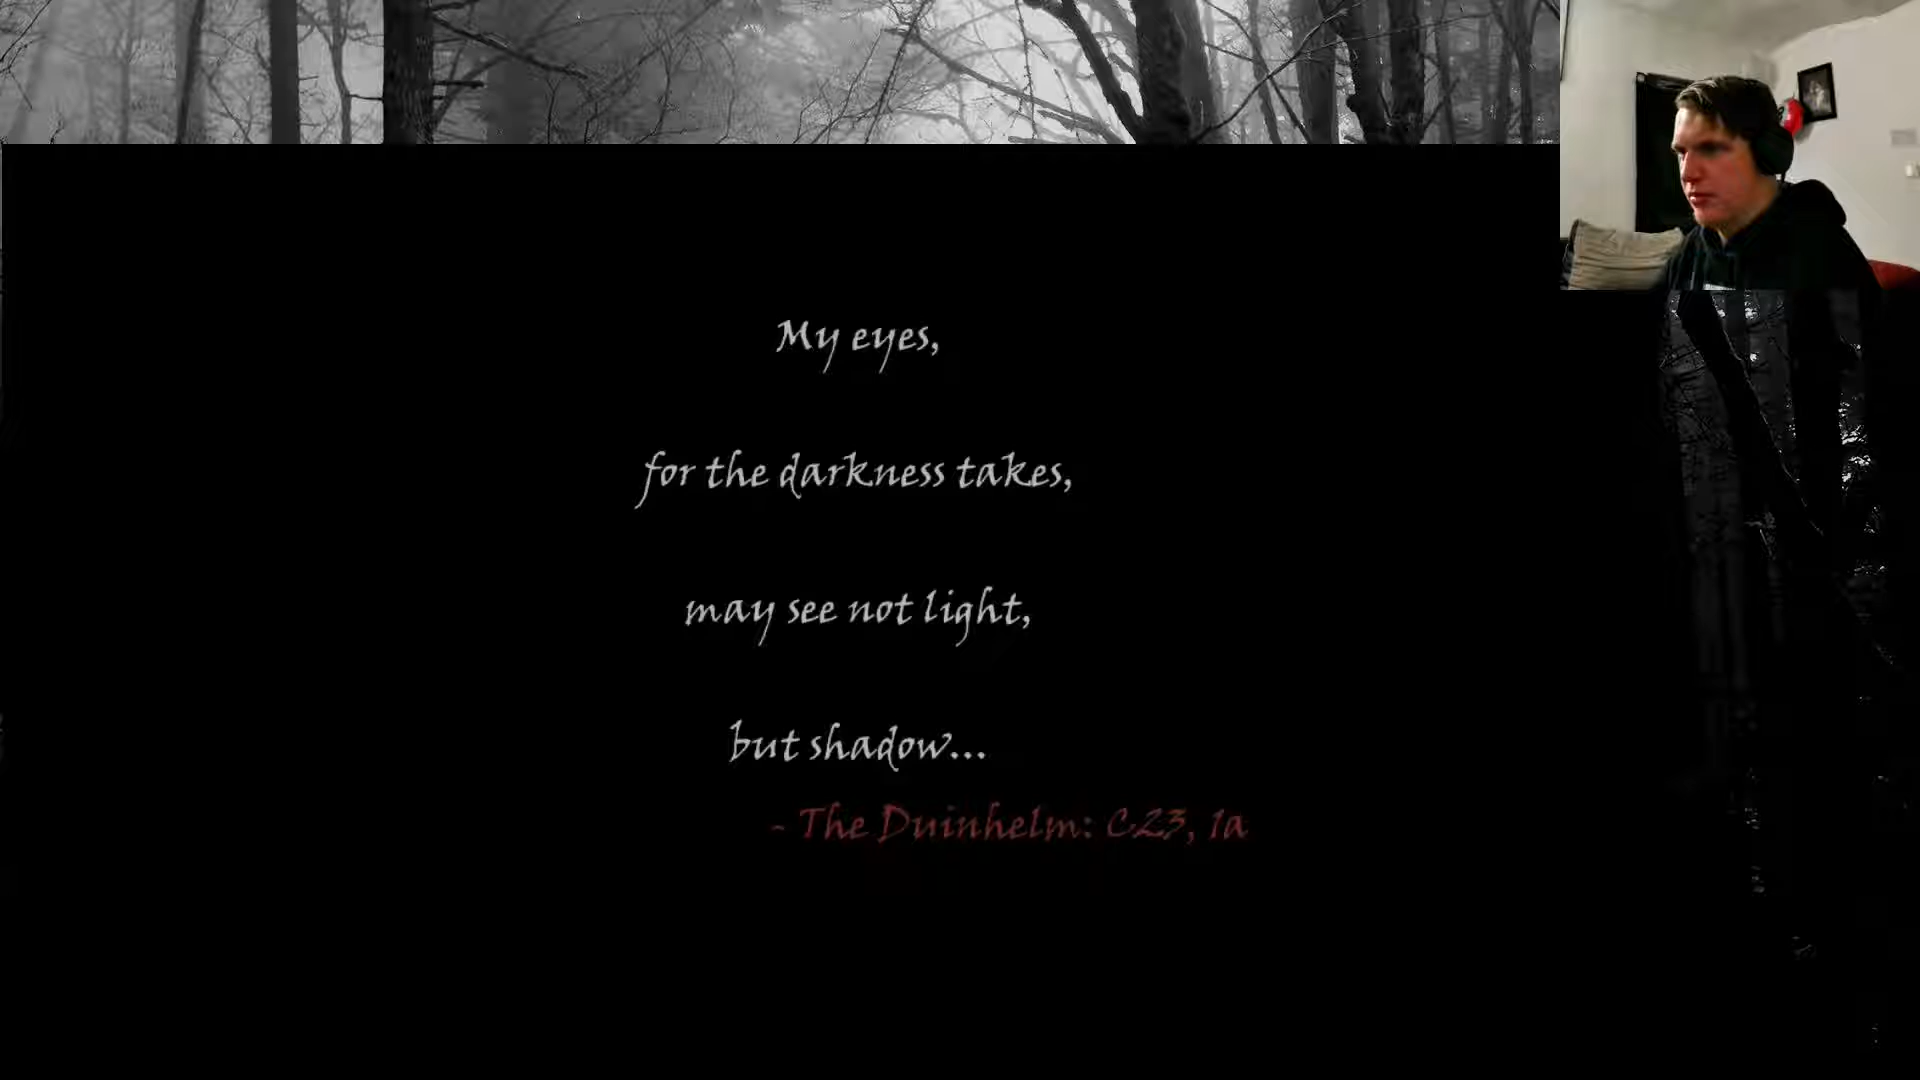 My eyes,
for the darkness takes,
may see not light,
but shadow...
- The Duinhelm: C23, 1a